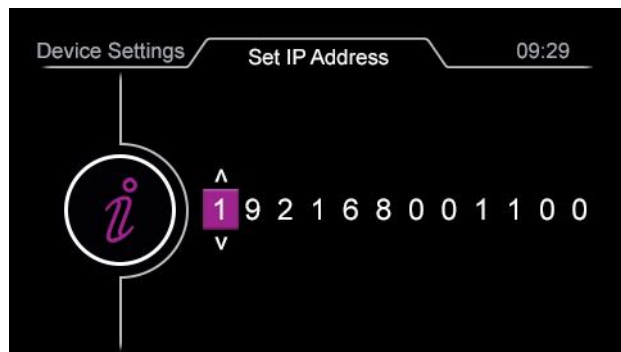 Device Settings Set IP Address 09:29
i
^
1 9 2 1 6 8 0 0 1 1 0 0
v